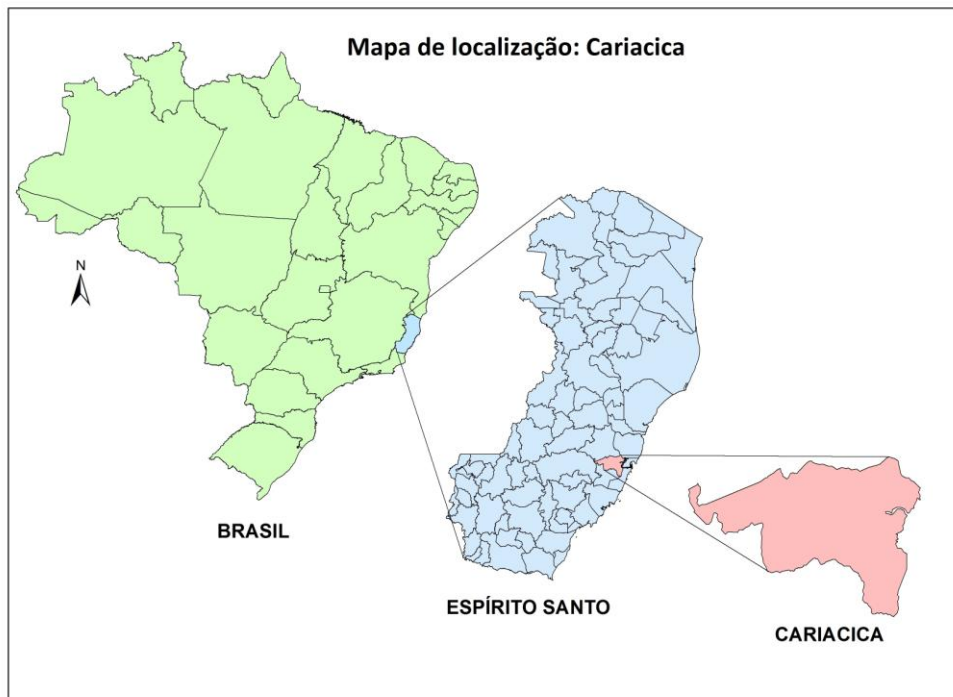 Mapa de localização: Cariacica
N
BRASIL
ESPÍRITO SANTO
CARIACICA